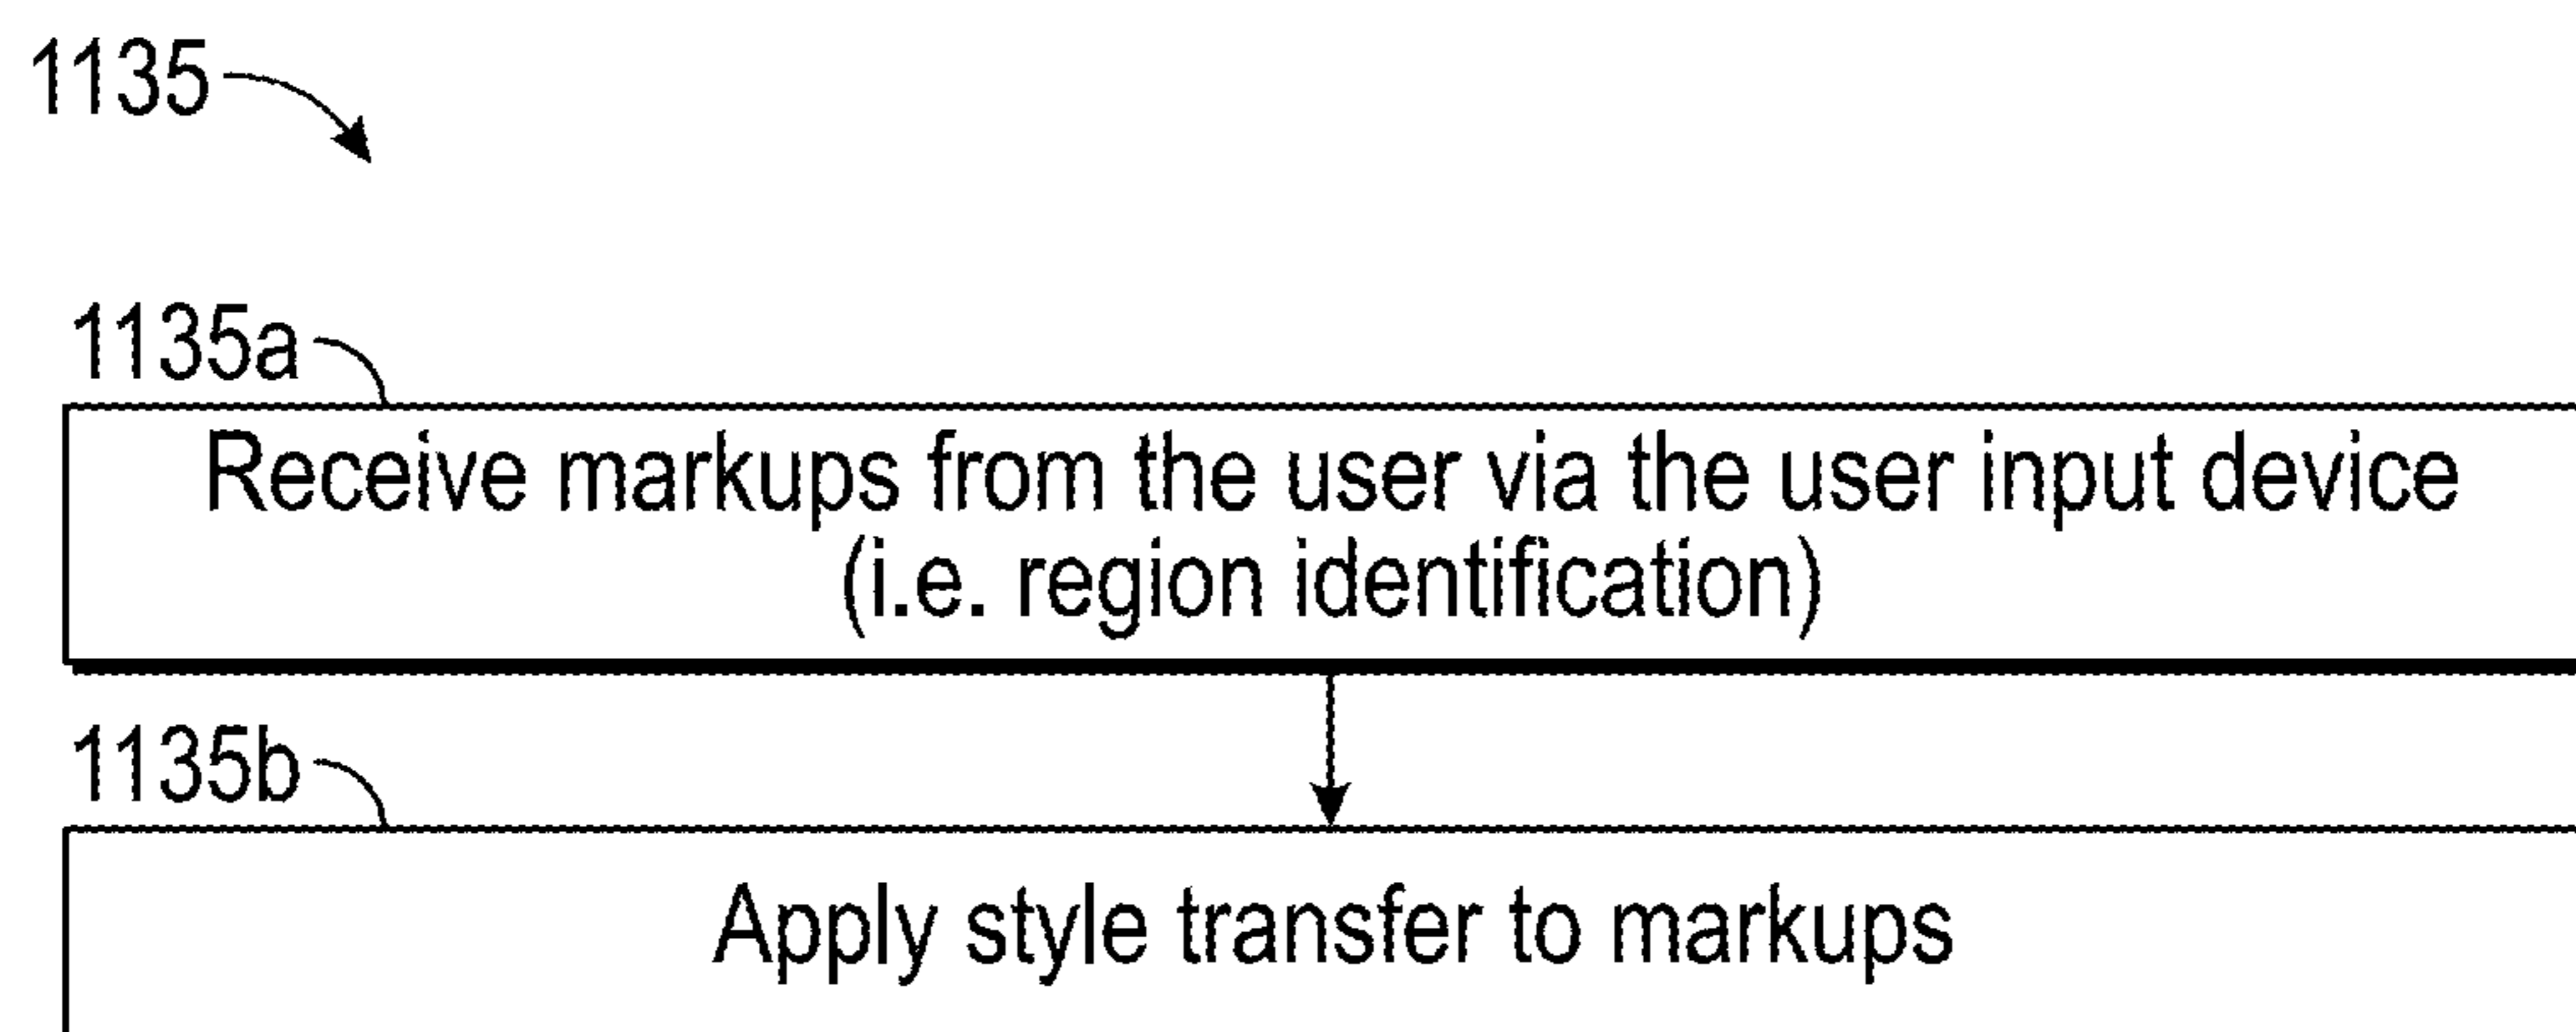 1135
1135a
Receive markups from the user via the user input device
(i.e. region identification)
1135b
Apply style transfer to markups